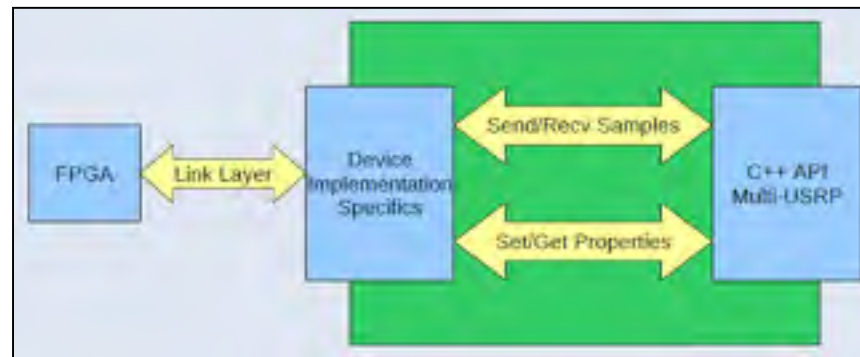 FPGA
Link Layer
Device
Implementation
Specifics
Send/Recv Samples
Set/Get Properties
C++ API
Multi-USRP